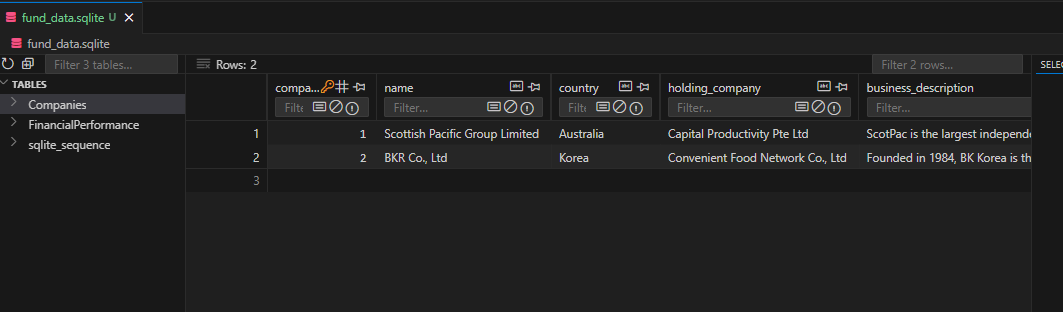 fund_data.sqlite U
fund_data.sqlite
Filter 3 tables...
Rows: 2
Filter 2 rows...
SELEC
TABLES
Companies
FinancialPerformance
sqlite_sequence
compa... name country holding_company business_description
Filte Filter... Filter... Filter... Filter...
1 1 Scottish Pacific Group Limited Australia Capital Productivity Pte Ltd ScotPac is the largest independe
2 2 BKR Co., Ltd Korea Convenient Food Network Co., Ltd Founded in 1984, BK Korea is th
3